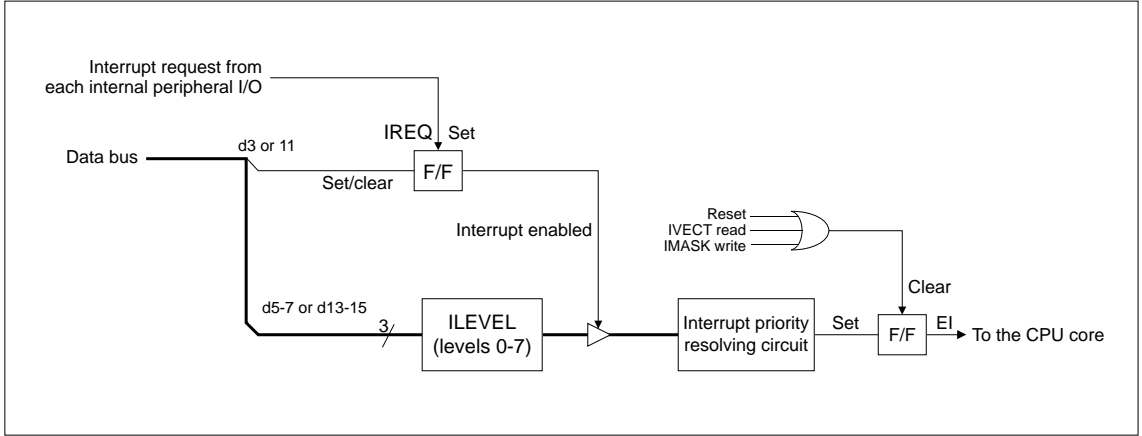 Interrupt request from
each internal peripheral I/O
IREQ Set
d3 or 11
Data bus
F/F
Set/clear
Interrupt enabled
Reset
IVECT read
IMASK write
Clear
d5-7 or d13-15
3
ILEVEL
(levels 0-7)
Interrupt priority
resolving circuit
Set
F/F
EI
To the CPU core